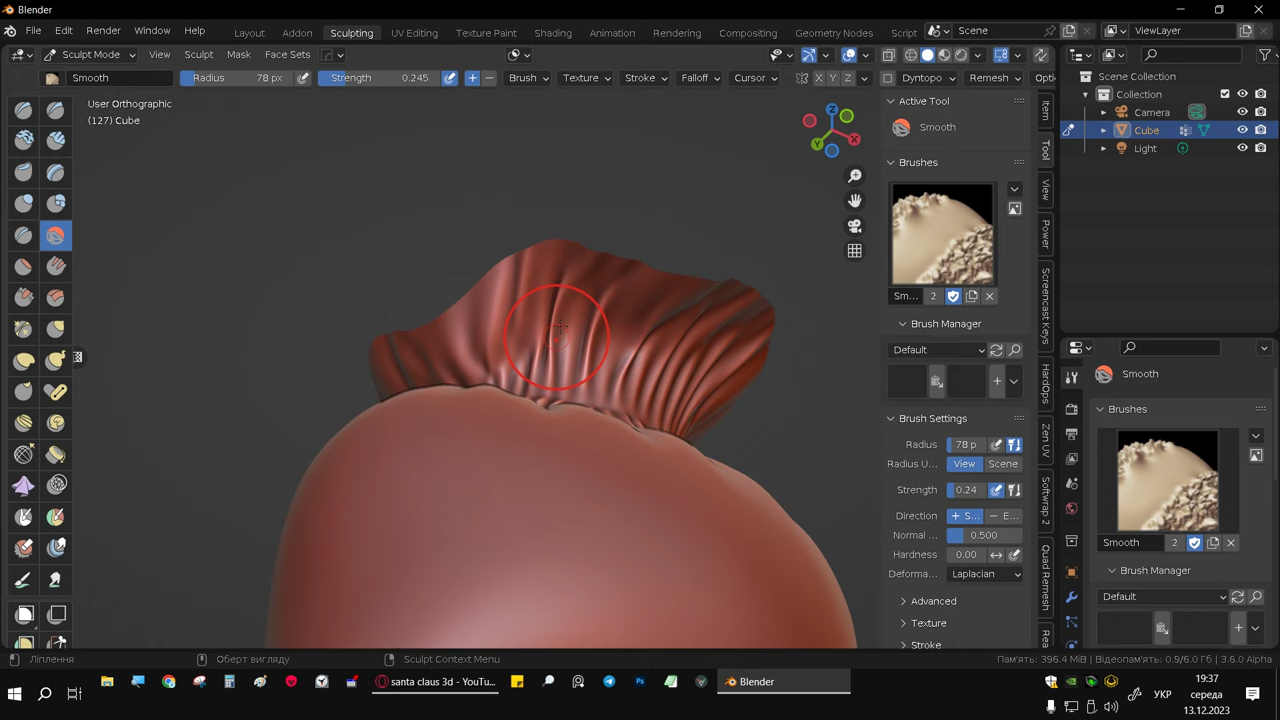 Blender
File Edit Render Window Help Layout Modeling Sculpting UV Editing Texture Paint Shading Animation Rendering Compositing Geometry Nodes Scene ViewLayer
Sculpt Mode View Sculpt Mask Face Sets
Smooth Radius 78 px Strength 0.245 Brush Texture Stroke Falloff Cursor X Y Z Dyntopo Remesh Opti
User Orthographic
(127) Cube
Z
X
Y
Active Tool
Smooth
Brushes
Sm... 2
Brush Manager
Default
Brush Settings
Radius 78 p
Radius U... View Scene
Strength 0.24
Direction S... E...
Normal ... 0.500
Hardness 0.00
Deforma... Laplacian
Advanced
Texture
Stroke
Item
Tool
View
Power
Screencast Keys
HardOps
Zen UV
Softwrap 2
Quad Remesh
Rea
Scene Collection
Collection
Camera
Cube
Light
Smooth
Brushes
Smooth 2
Brush Manager
Default
Ліплення Оберт вигляду Sculpt Context Menu Пам'ять: 396.4 MiB | Відеопам'ять: 0.9/6.0 Гб | 3.6.0 Alpha
santa claus 3d - YouTu... Ps Blender
УКР
19:37
середа
13.12.2023